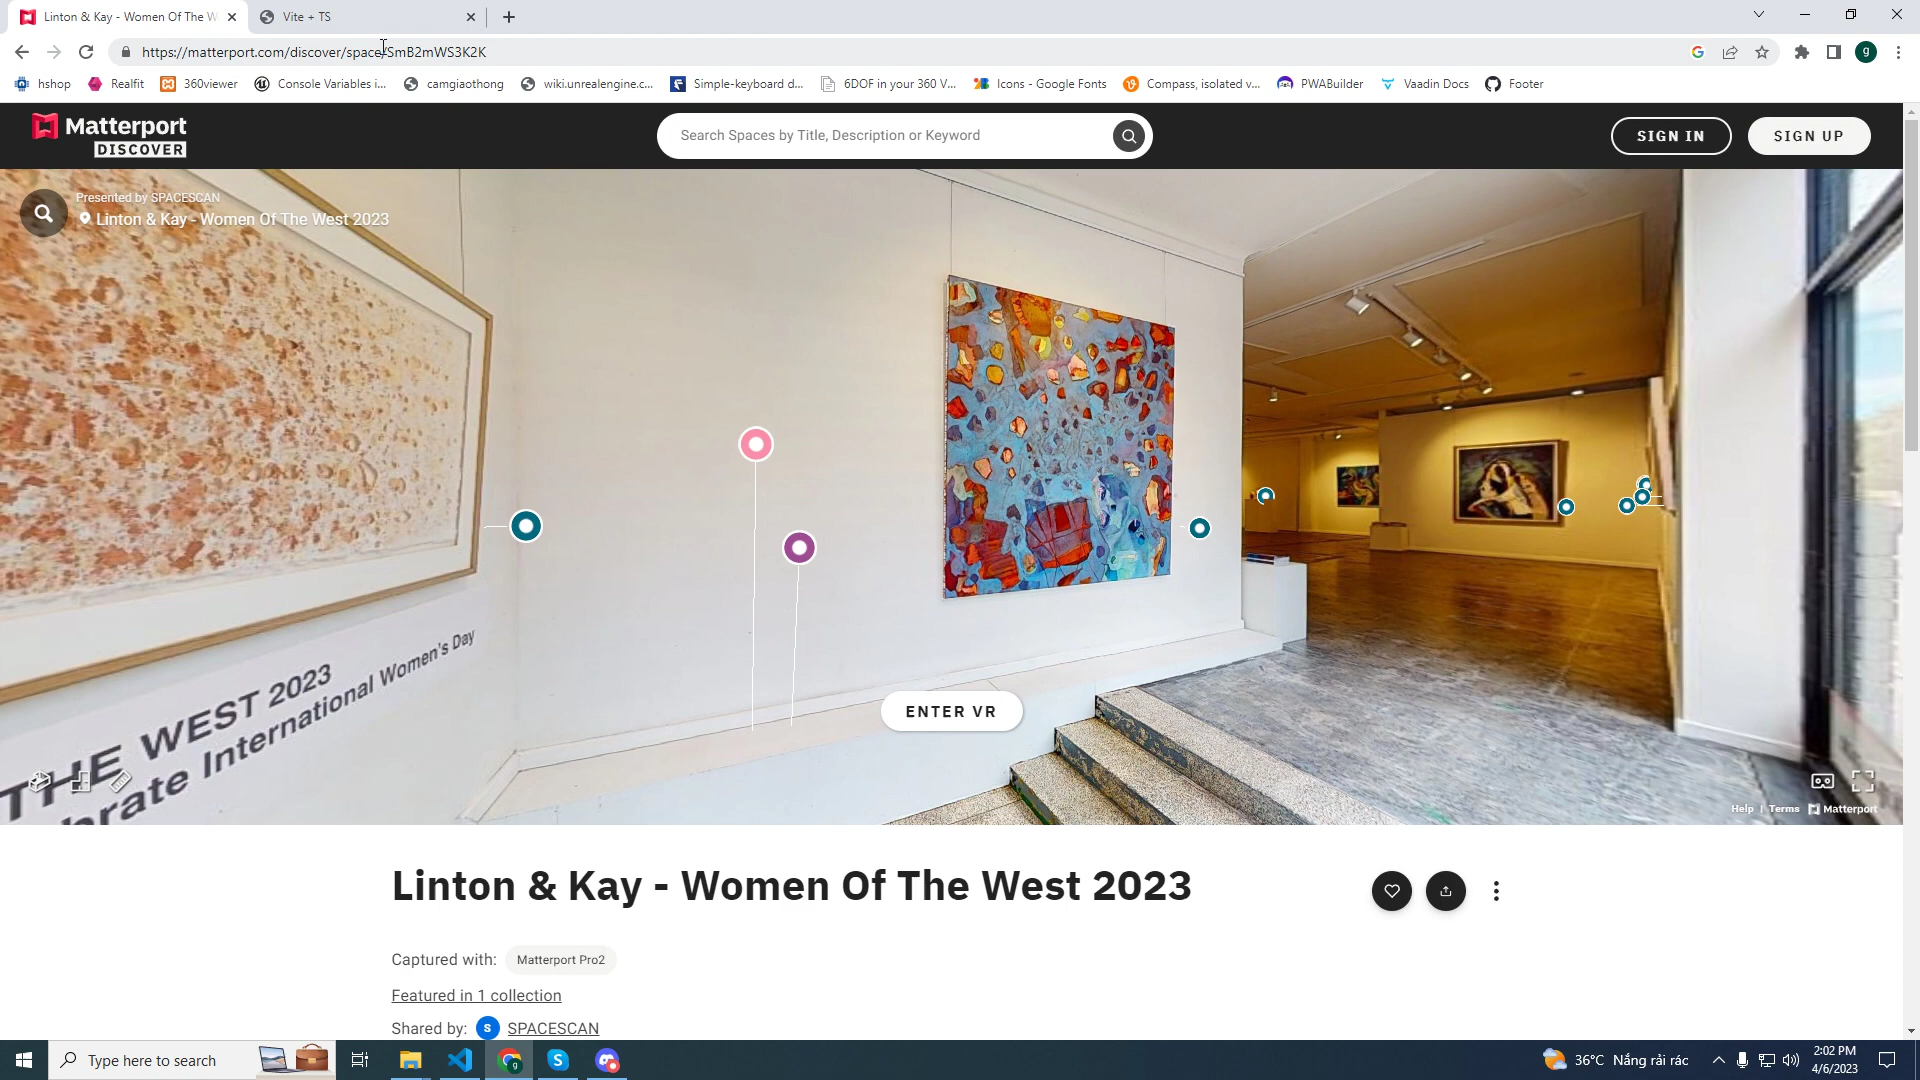 Linton & Kay - Women Of The W
Vite + TS
https://matterport.com/discover/space/SmB2mWS3K2K
g
hshop
Realfit
360viewer
Console Variables i...
camgiaothong
wiki.unrealengine.c...
Simple-keyboard d...
6DOF in your 360 V...
Icons - Google Fonts
Compass, isolated v...
PWABuilder
Vaadin Docs
Footer
Matterport
DISCOVER
Search Spaces by Title, Description or Keyword
SIGN IN
SIGN UP
Presented by SPACESCAN
Linton & Kay - Women Of The West 2023
THE WEST 2023
brate International Women's Day
ENTER VR
Help | Terms Matterport
Linton & Kay - Women Of The West 2023
Captured with: Matterport Pro2
Featured in 1 collection
Shared by: S SPACESCAN
Type here to search
36°C Nắng rải rác
2:02 PM
4/6/2023